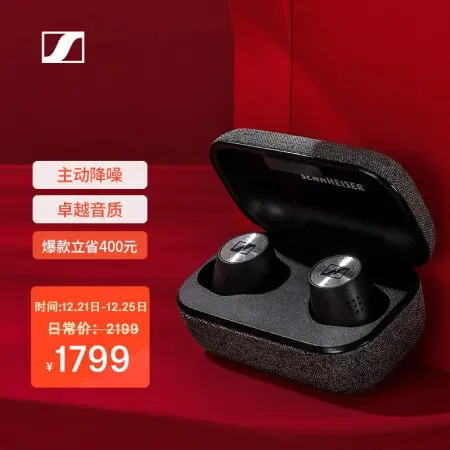 主动降噪
卓越音质
爆款立省400元
时间:12.21日-12.25日
日常价: 2199
¥1799
SENNHEISER